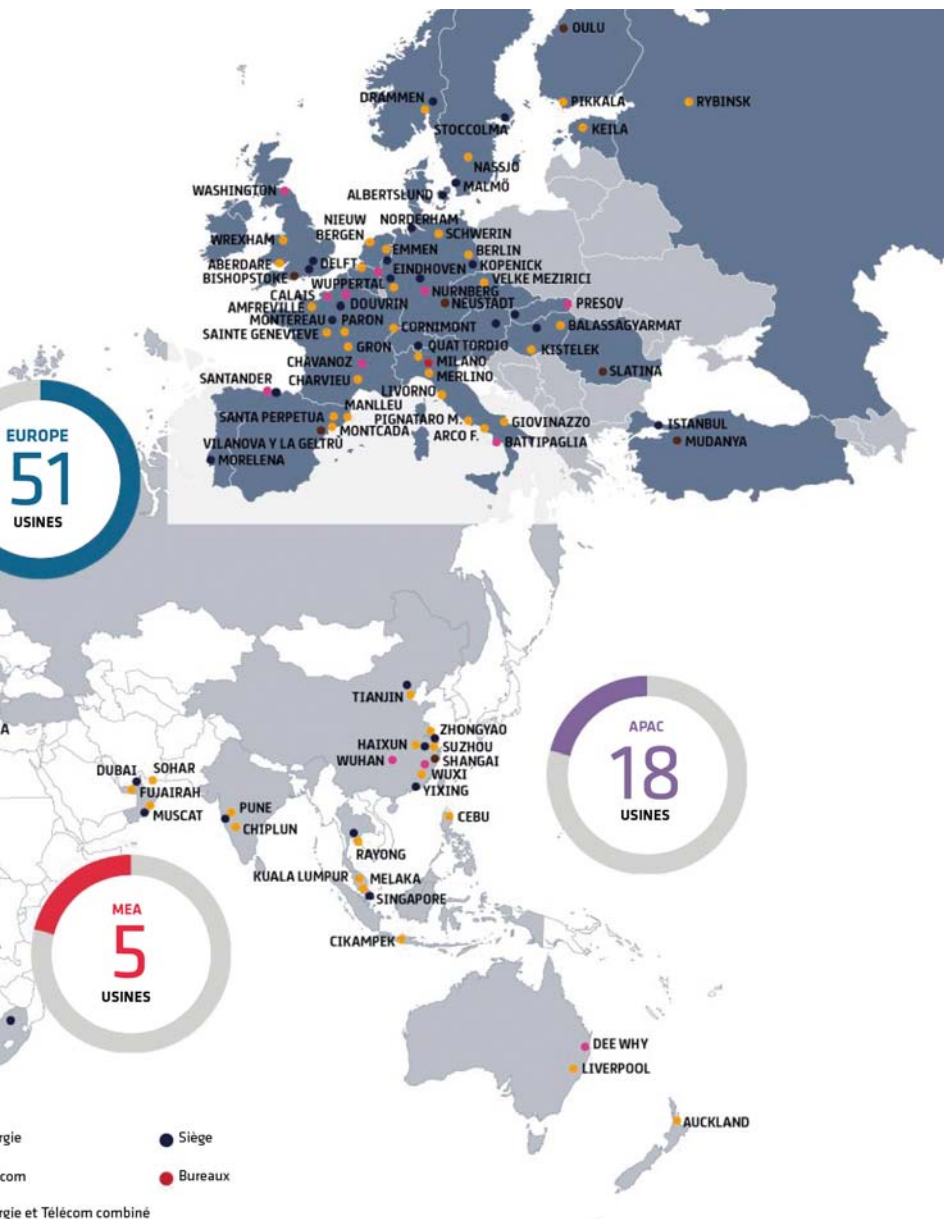 OULU
DRAMMEN
PIKKALA
RYBINSK
STOCCOLMA
KEILA
NASSJÖ
WASHINGTON
ALBERTSLUND
MALMÖ
NIEUW
BERGEN
NORDERHAM
SCHWERIN
WREXHAM
EMMEN
BERLIN
ABERDARE
DELFT
EINDHOVEN
KOPENICK
BISHOPSTOKE
WUPPERTAL
VELKE MEZIRICI
CALAIS
NURNBERG
AMFREVILLE
DOUVRIN
NEUSTADT
PRESOV
MONTEREAU
PARON
SAINTE GENEVIEVE
CORNIMONT
BALASSAGYARMAT
GRON
QUATTORDIO
KISTELEK
CHAVANOZ
MILANO
SLATINA
SANTANDER
CHARVIEU
MERLINO
LIVORNO
MANLLEU
SANTA PERPETUA
PIGNATARO M.
GIOVINAZZO
ISTANBUL
MONTCADA
ARCO F.
BATTIPAGLIA
MUDANYA
VILANOVA Y LA GELTRÙ
MORELENA
EUROPE
51
USINES
TIANJIN
ZHONGYAO
HAIXUN
SUZHOU
WUHAN
SHANGAI
WUXI
YIXING
APAC
18
USINES
A
DUBAI
SOHAR
FUJAIRAH
MUSCAT
PUNE
CHIPLUN
CEBU
RAYONG
KUALA LUMPUR
MELAKA
SINGAPORE
CIKAMPEK
MEA
5
USINES
DEE WHY
LIVERPOOL
AUCKLAND
rgie
Siège
com
Bureaux
rgie et Télécom combiné